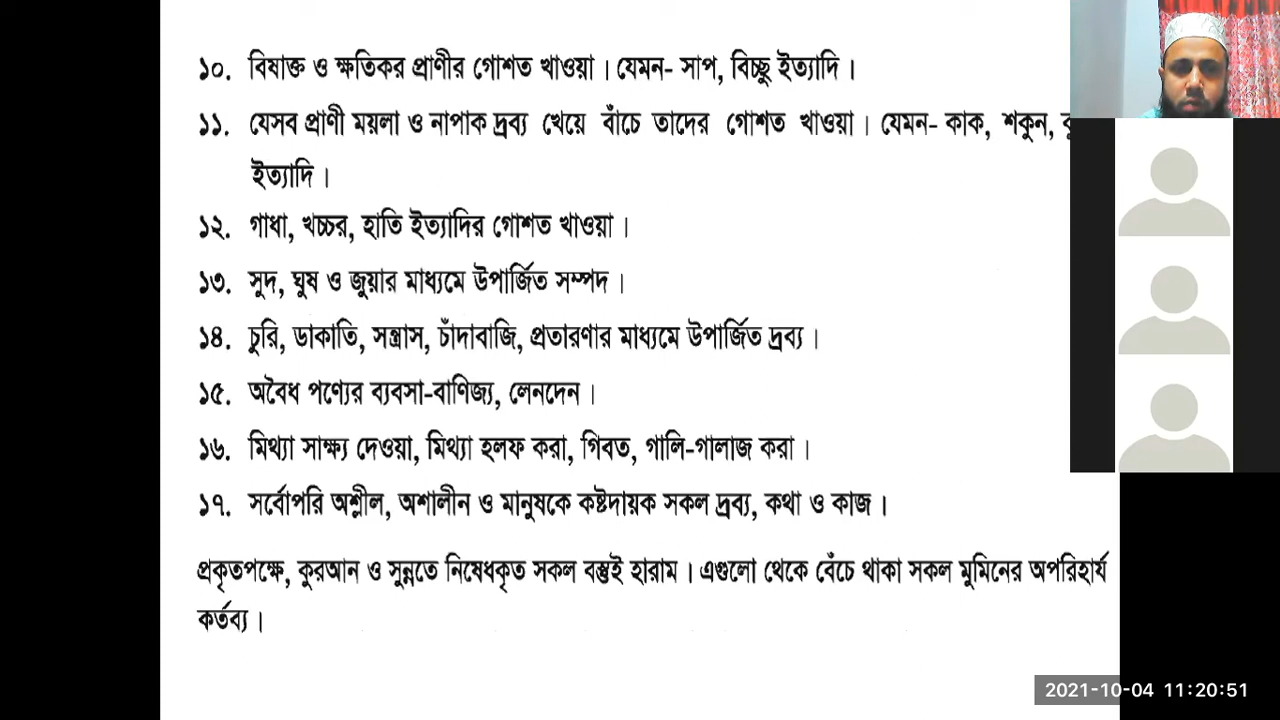 ১০. বিষাক্ত ও ক্ষতিকর প্রাণীর গোশত খাওয়া। যেমন- সাপ, বিচ্ছু ইত্যাদি।
১১. যেসব প্রাণী ময়লা ও নাপাক দ্রব্য খেয়ে বাঁচে তাদের গোশত খাওয়া। যেমন- কাক, শকুন,
ইত্যাদি।
১২. গাধা, খচ্চর, হাতি ইত্যাদির গোশত খাওয়া।
১৩. সুদ, ঘুষ ও জুয়ার মাধ্যমে উপার্জিত সম্পদ।
১৪. চুরি, ডাকাতি, সন্ত্রাস, চাঁদাবাজি, প্রতারণার মাধ্যমে উপার্জিত দ্রব্য।
১৫. অবৈধ পণ্যের ব্যবসা-বাণিজ্য, লেনদেন।
১৬. মিথ্যা সাক্ষ্য দেওয়া, মিথ্যা হলফ করা, গিবত, গালি-গালাজ করা।
১৭. সর্বোপরি অশ্লীল, অশালীন ও মানুষকে কষ্টদায়ক সকল দ্রব্য, কথা ও কাজ।
প্রকৃতপক্ষে, কুরআন ও সুন্নতে নিষেধকৃত সকল বস্তুই হারাম। এগুলো থেকে বেঁচে থাকা সকল মুমিনের অপরিহার্য
কর্তব্য।
2021-10-04 11:20:51